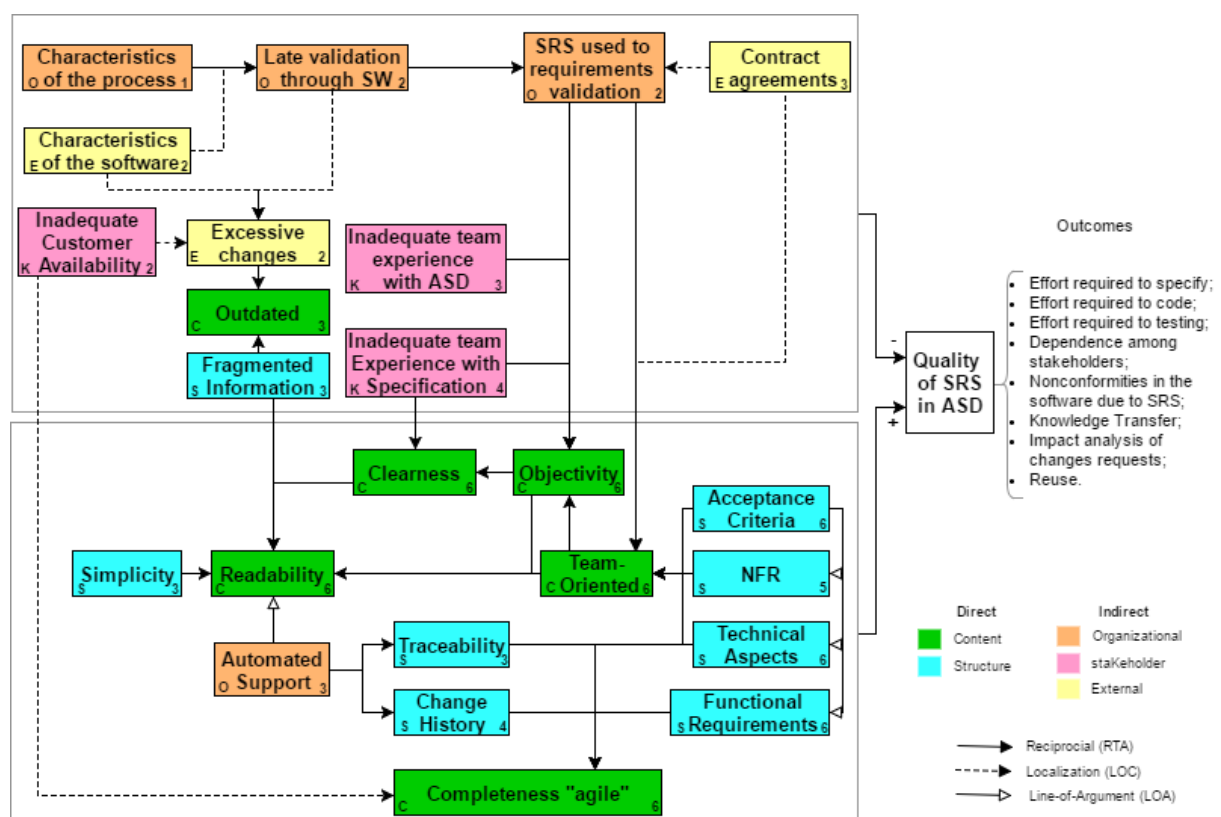 Characteristics
of the process
O
1
Late validation
through SW
O
2
SRS used to
requirements
validation
O
2
Contract
agreements
E
3
Characteristics
of the software
E
2
Inadequate
Customer
Availability
K
2
Excessive
changes
E
2
Inadequate team
experience
with ASD
K
3
Outdated
C
3
Fragmented
Information
S
3
Inadequate team
Experience with
Specification
K
4
Clearness
C
6
Objectivity
C
6
Acceptance
Criteria
S
6
Simplicity
S
3
Readability
C
6
Team-
Oriented
C
6
NFR
S
5
Automated
Support
O
3
Traceability
S
3
Technical
Aspects
S
6
Change
History
S
4
Functional
Requirements
S
6
Completeness "agile"
C
6
-
+
Quality
of SRS
in ASD
Outcomes
• Effort required to specify;
• Effort required to code;
• Effort required to testing;
• Dependence among
stakeholders;
• Nonconformities in the
software due to SRS;
• Knowledge Transfer;
• Impact analysis of
changes requests;
• Reuse.
Direct
Content
Structure
Indirect
Organizational
staKeholder
External
Reciprocial (RTA)
Localization (LOC)
Line-of-Argument (LOA)